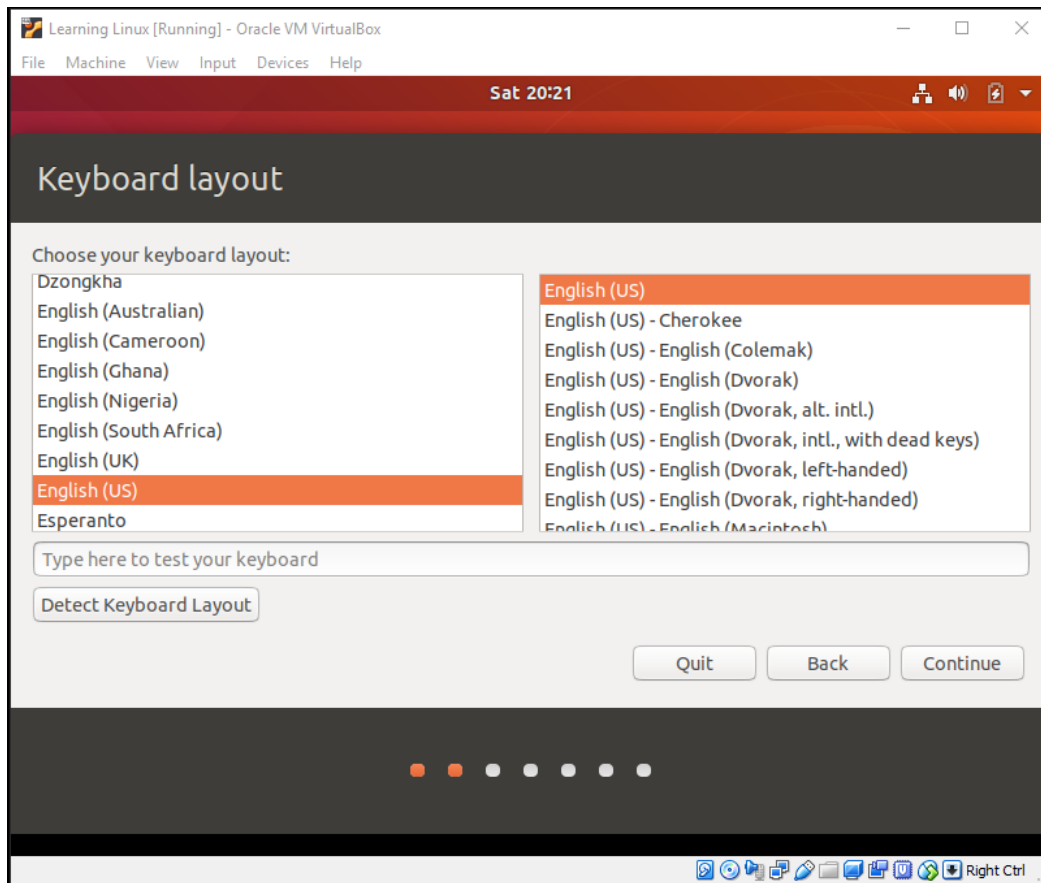 Learning Linux [Running] - Oracle VM VirtualBox
File Machine View Input Devices Help
Sat 20:21
Keyboard layout
Choose your keyboard layout:
Dzongkha
English (Australian)
English (Cameroon)
English (Ghana)
English (Nigeria)
English (South Africa)
English (UK)
English (US)
Esperanto
English (US)
English (US) - Cherokee
English (US) - English (Colemak)
English (US) - English (Dvorak)
English (US) - English (Dvorak, alt. intl.)
English (US) - English (Dvorak, intl., with dead keys)
English (US) - English (Dvorak, left-handed)
English (US) - English (Dvorak, right-handed)
English (US) - English (Macintosh)
Type here to test your keyboard
Detect Keyboard Layout
Quit Back Continue
Right Ctrl